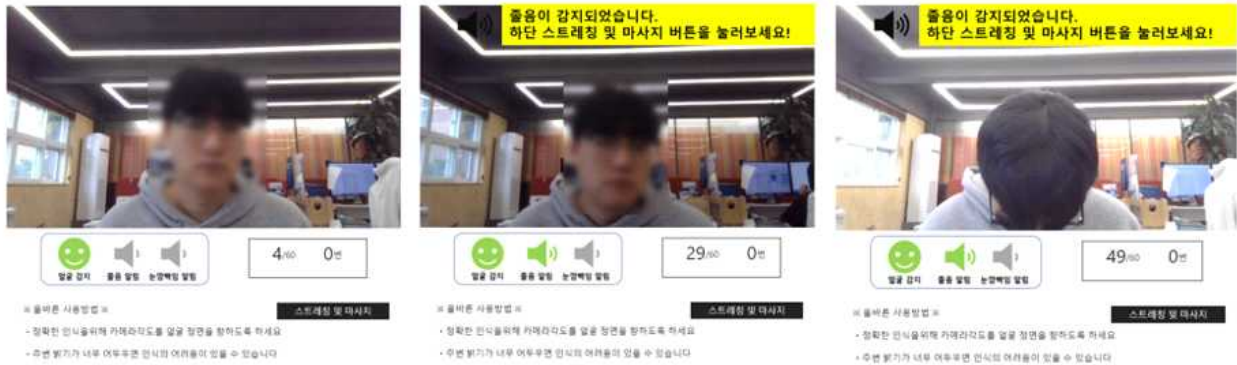 얼굴 감지
졸음 알림
눈깜빡임 알림
4/60
0번
※ 올바른 사용방법 ※
스트레칭 및 마사지
- 정확한 인식을위해 카메라각도를 얼굴 정면을 향하도록 하세요
- 주변 밝기가 너무 어두우면 인식의 어려움이 있을 수 있습니다
졸음이 감지되었습니다.
하단 스트레칭 및 마사지 버튼을 눌러보세요!
얼굴 감지
졸음 알림
눈깜빡임 알림
29/60
0번
※ 올바른 사용방법 ※
스트레칭 및 마사지
- 정확한 인식을위해 카메라각도를 얼굴 정면을 향하도록 하세요
- 주변 밝기가 너무 어두우면 인식의 어려움이 있을 수 있습니다
졸음이 감지되었습니다.
하단 스트레칭 및 마사지 버튼을 눌러보세요!
얼굴 감지
졸음 알림
눈깜빡임 알림
49/60
0번
※ 올바른 사용방법 ※
스트레칭 및 마사지
- 정확한 인식을위해 카메라각도를 얼굴 정면을 향하도록 하세요
- 주변 밝기가 너무 어두우면 인식의 어려움이 있을 수 있습니다